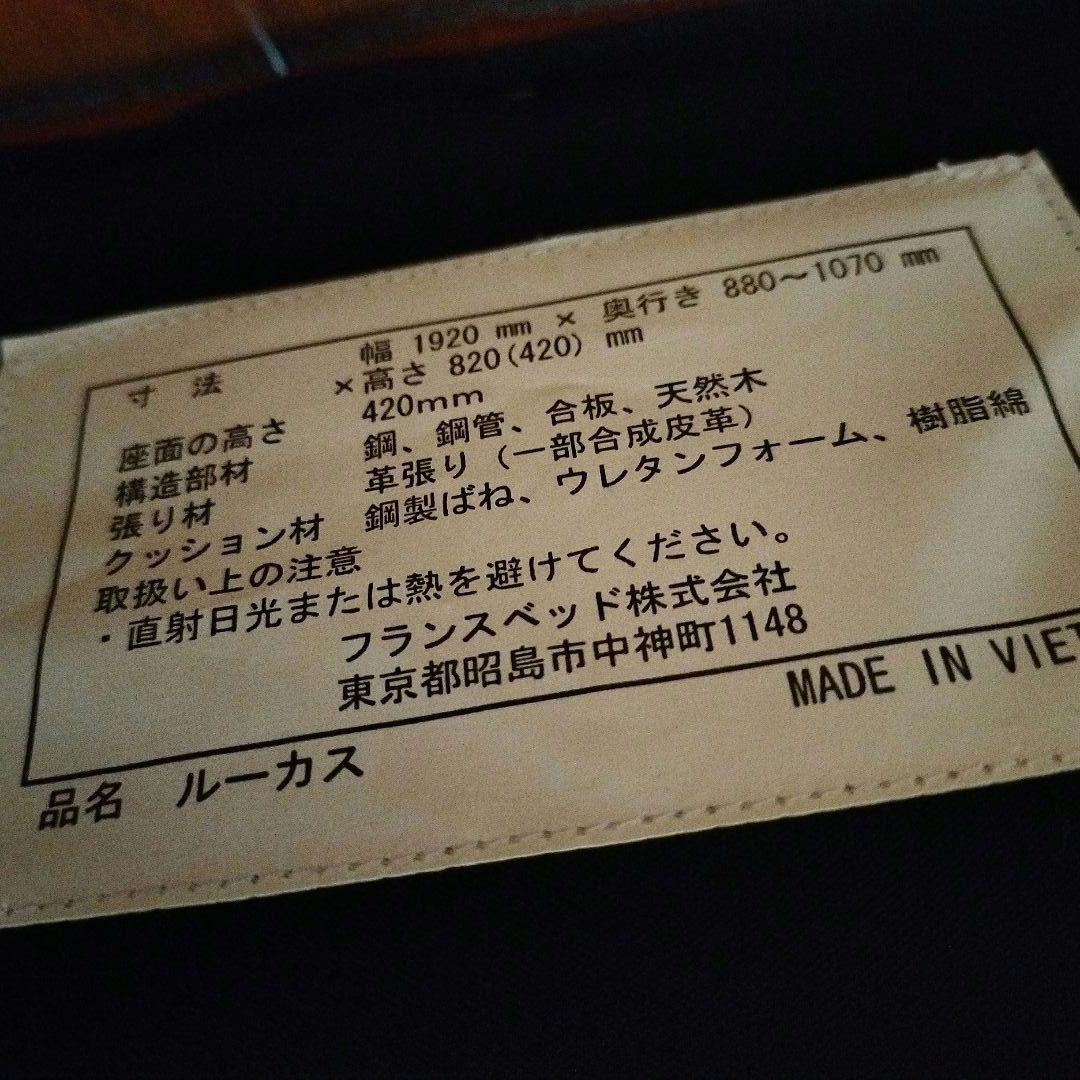 寸 法 幅 1920 mm × 奥行き 880～1070 mm
×高さ 820(420) mm
座面の高さ 420mm
構造部材 鋼、鋼管、合板、天然木
張り材 革張り（一部合成皮革）
クッション材 鋼製ばね、ウレタンフォーム、樹脂綿
取扱い上の注意
・直射日光または熱を避けてください。
フランスベッド株式会社
東京都昭島市中神町1148
MADE IN VIET
品名 ルーカス